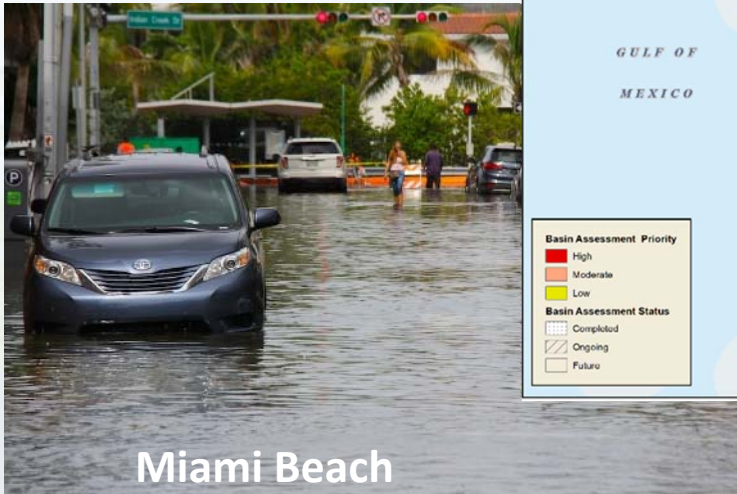 Indian Creek Dr
P
GULF OF
MEXICO
Basin Assessment Priority
High
Moderate
Low
Basin Assessment Status
Completed
Ongoing
Future
Miami Beach